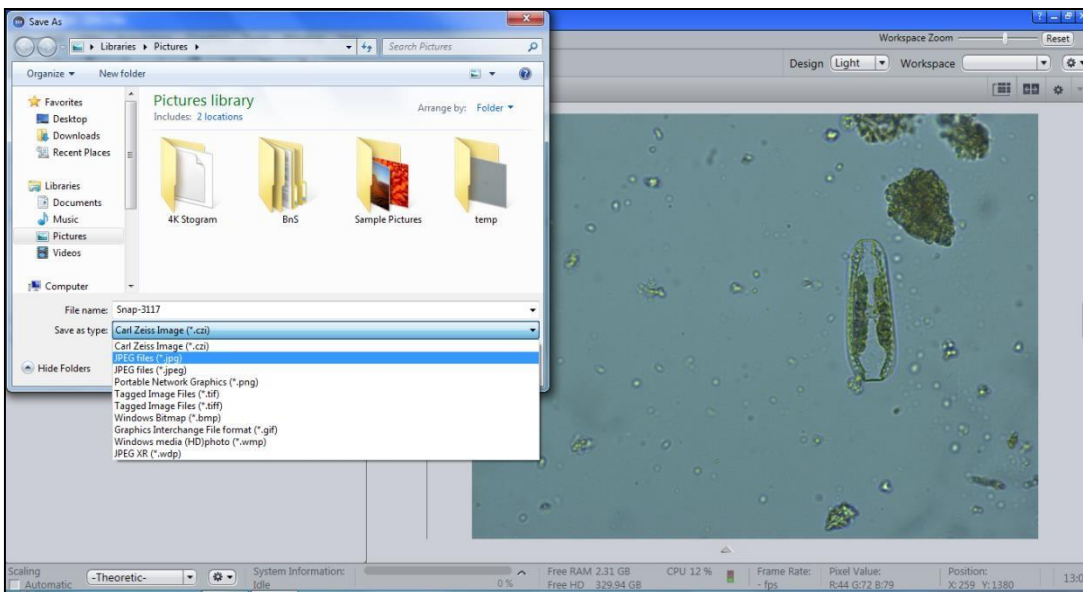 Save As
Libraries Pictures
Search Pictures
Organize New folder
Favorites
Desktop
Downloads
Recent Places
Libraries
Documents
Music
Pictures
Videos
Computer
Pictures library
Includes: 2 locations
Arrange by: Folder
4K Stogram BnS Sample Pictures temp
File name: Snap-3117
Save as type: Carl Zeiss Image (*.czi)
Carl Zeiss Image (*.czi)
JPEG files (*.jpg)
JPEG files (*.jpeg)
Portable Network Graphics (*.png)
Tagged Image Files (*.tif)
Tagged Image Files (*.tiff)
Windows Bitmap (*.bmp)
Graphics Interchange File format (*.gif)
Windows media (HD)photo (*.wmp)
JPEG XR (*.wdp)
Hide Folders
Workspace Zoom Reset
Design Light Workspace
Scaling
Automatic
-Theoretic-
System Information:
Idle
0 %
Free RAM 2.31 GB
Free HD 329.94 GB
CPU 12 %
Frame Rate:
- fps
Pixel Value:
R:44 G:72 B:79
Position:
X: 259 Y: 1380